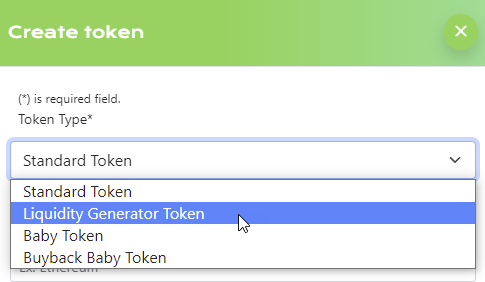 Create token
(*) is required field.
Token Type*
Standard Token
Standard Token
Liquidity Generator Token
Baby Token
Buyback Baby Token
Ex: Ethereum